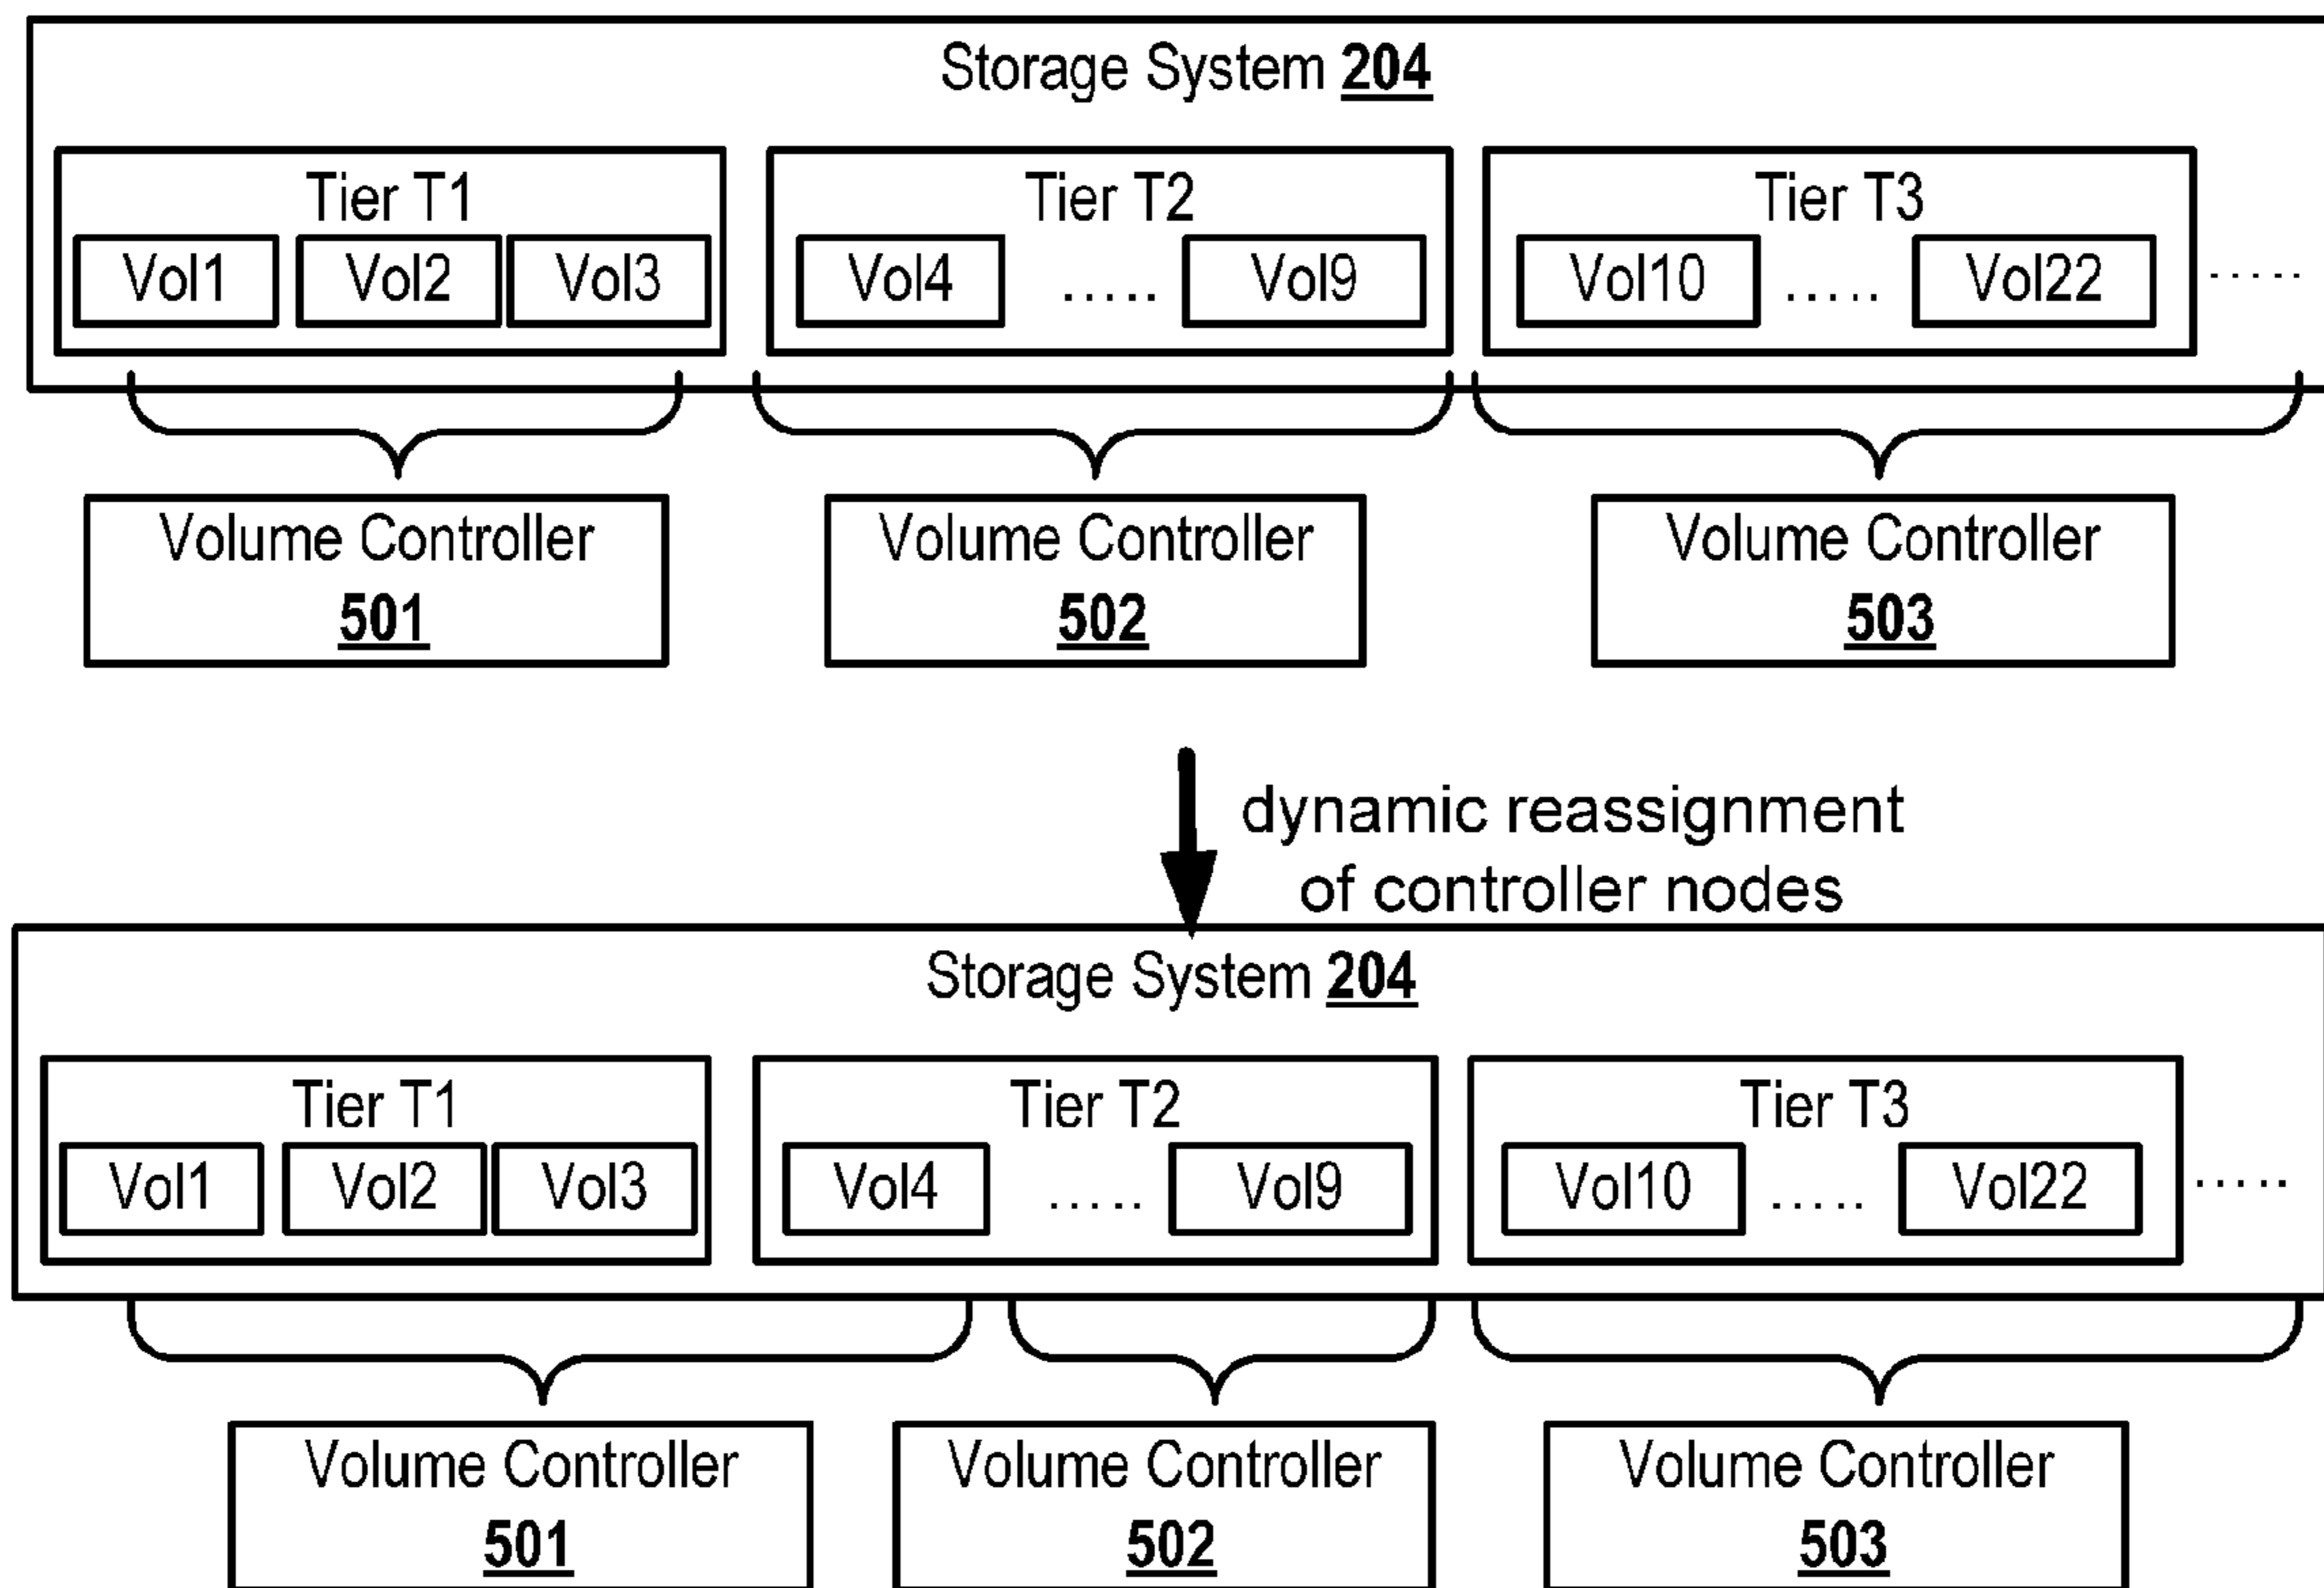 Storage System 204
Tier T1
Tier T2
Tier T3
Vol1 Vol2 Vol3 Vol4 ..... Vol9 Vol10 ..... Vol22 .....
Volume Controller
501
Volume Controller
502
Volume Controller
503
dynamic reassignment
of controller nodes
Storage System 204
Tier T1
Tier T2
Tier T3
Vol1 Vol2 Vol3 Vol4 ..... Vol9 Vol10 ..... Vol22 .....
Volume Controller
501
Volume Controller
502
Volume Controller
503